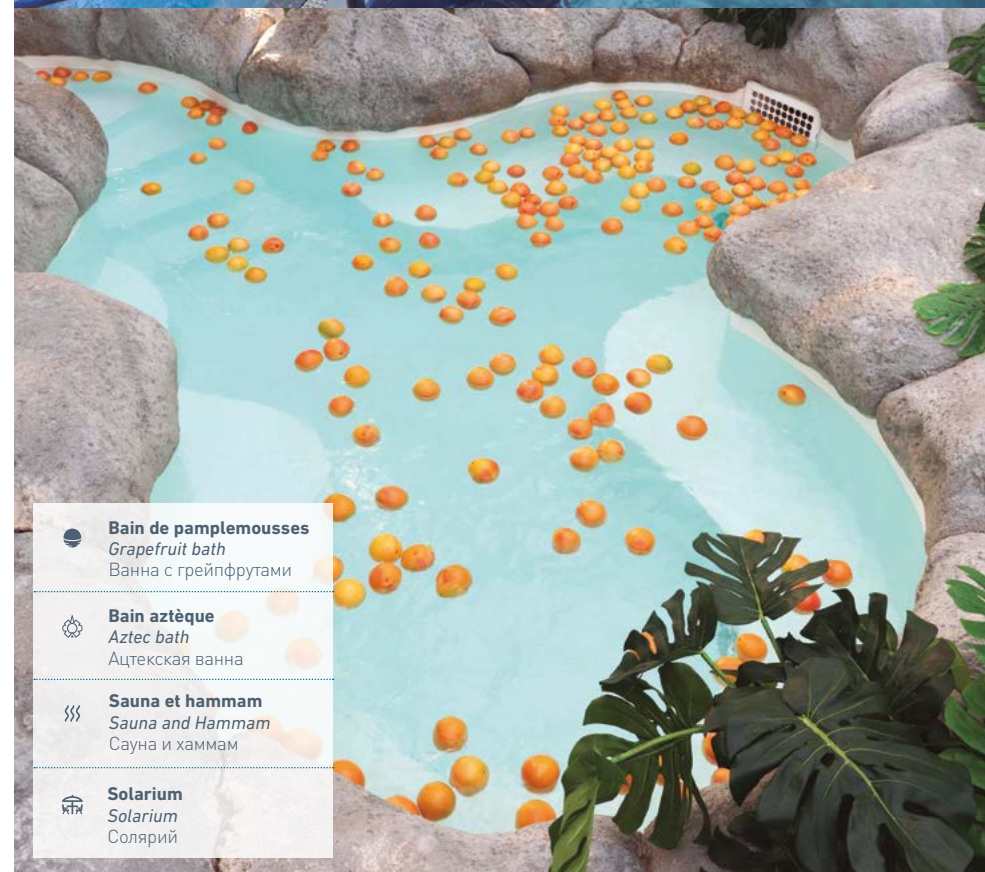 Bain de pamplemousses
Grapefruit bath
Ванна с грейпфрутами
Bain aztèque
Aztec bath
Ацтекская ванна
Sauna et hammam
Sauna and Hammam
Сауна и хаммам
Solarium
Solarium
Солярий